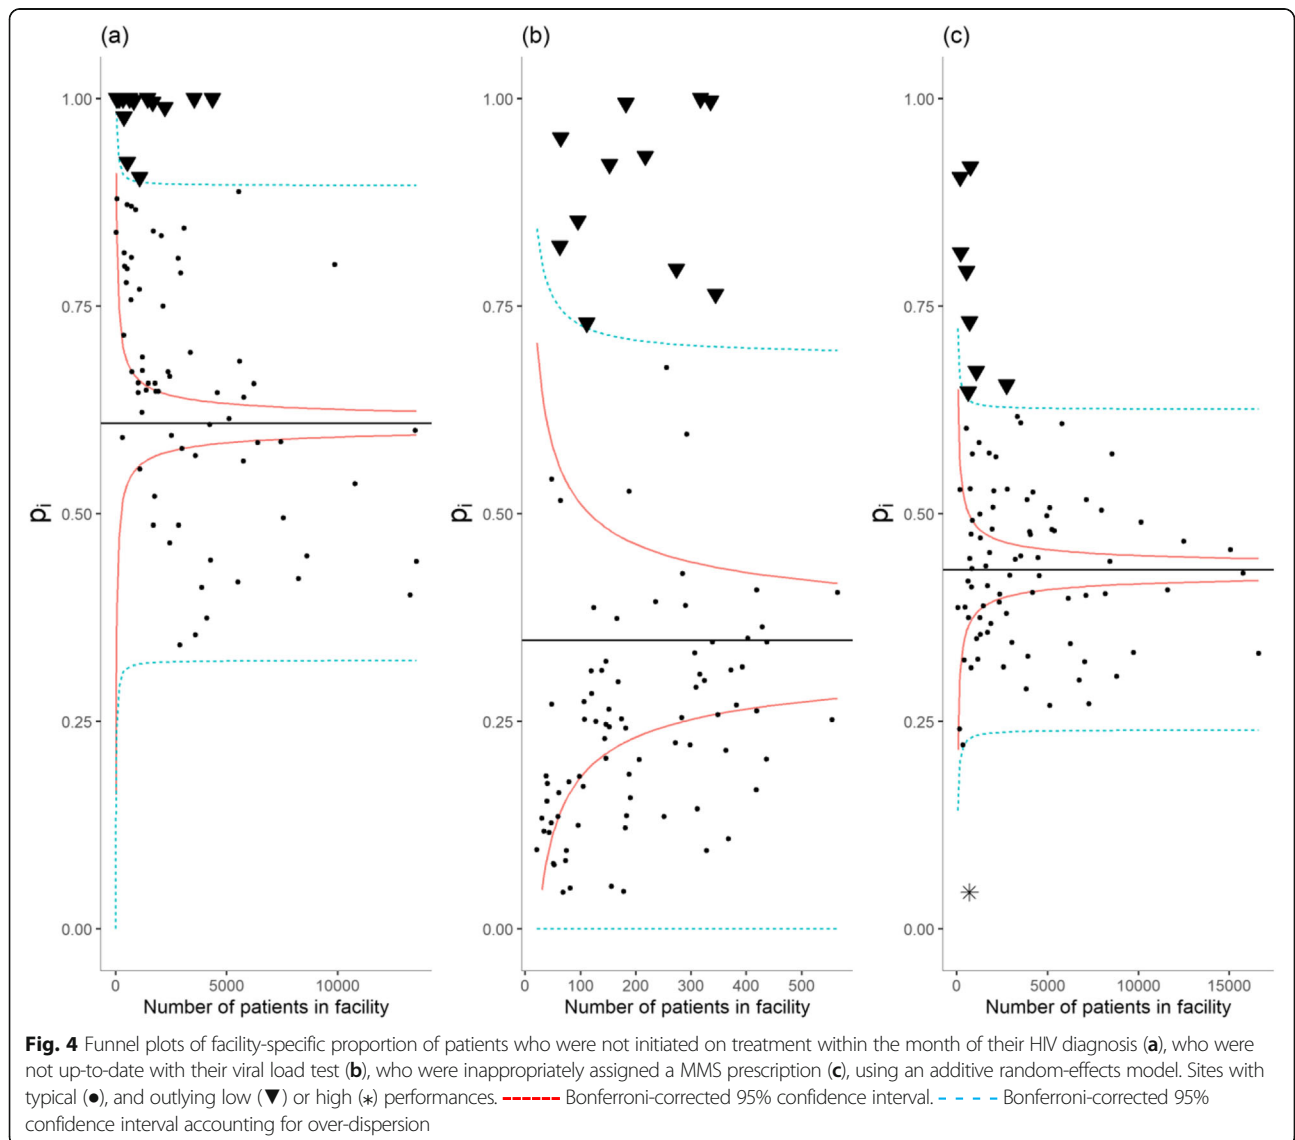 (a)
(b)
(c)
1.00
0.75
0.50
0.25
0.00
pi
0
5000
10000
Number of patients in facility
1.00
0.75
0.50
0.25
0.00
pi
0
100
200
300
400
500
Number of patients in facility
1.00
0.75
0.50
0.25
0.00
pi
0
5000
10000
15000
Number of patients in facility
Fig. 4 Funnel plots of facility-specific proportion of patients who were not initiated on treatment within the month of their HIV diagnosis (a), who were
not up-to-date with their viral load test (b), who were inappropriately assigned a MMS prescription (c), using an additive random-effects model. Sites with
typical (●), and outlying low (▼) or high (∗) performances. ------- Bonferroni-corrected 95% confidence interval. - - - - Bonferroni-corrected 95%
confidence interval accounting for over-dispersion